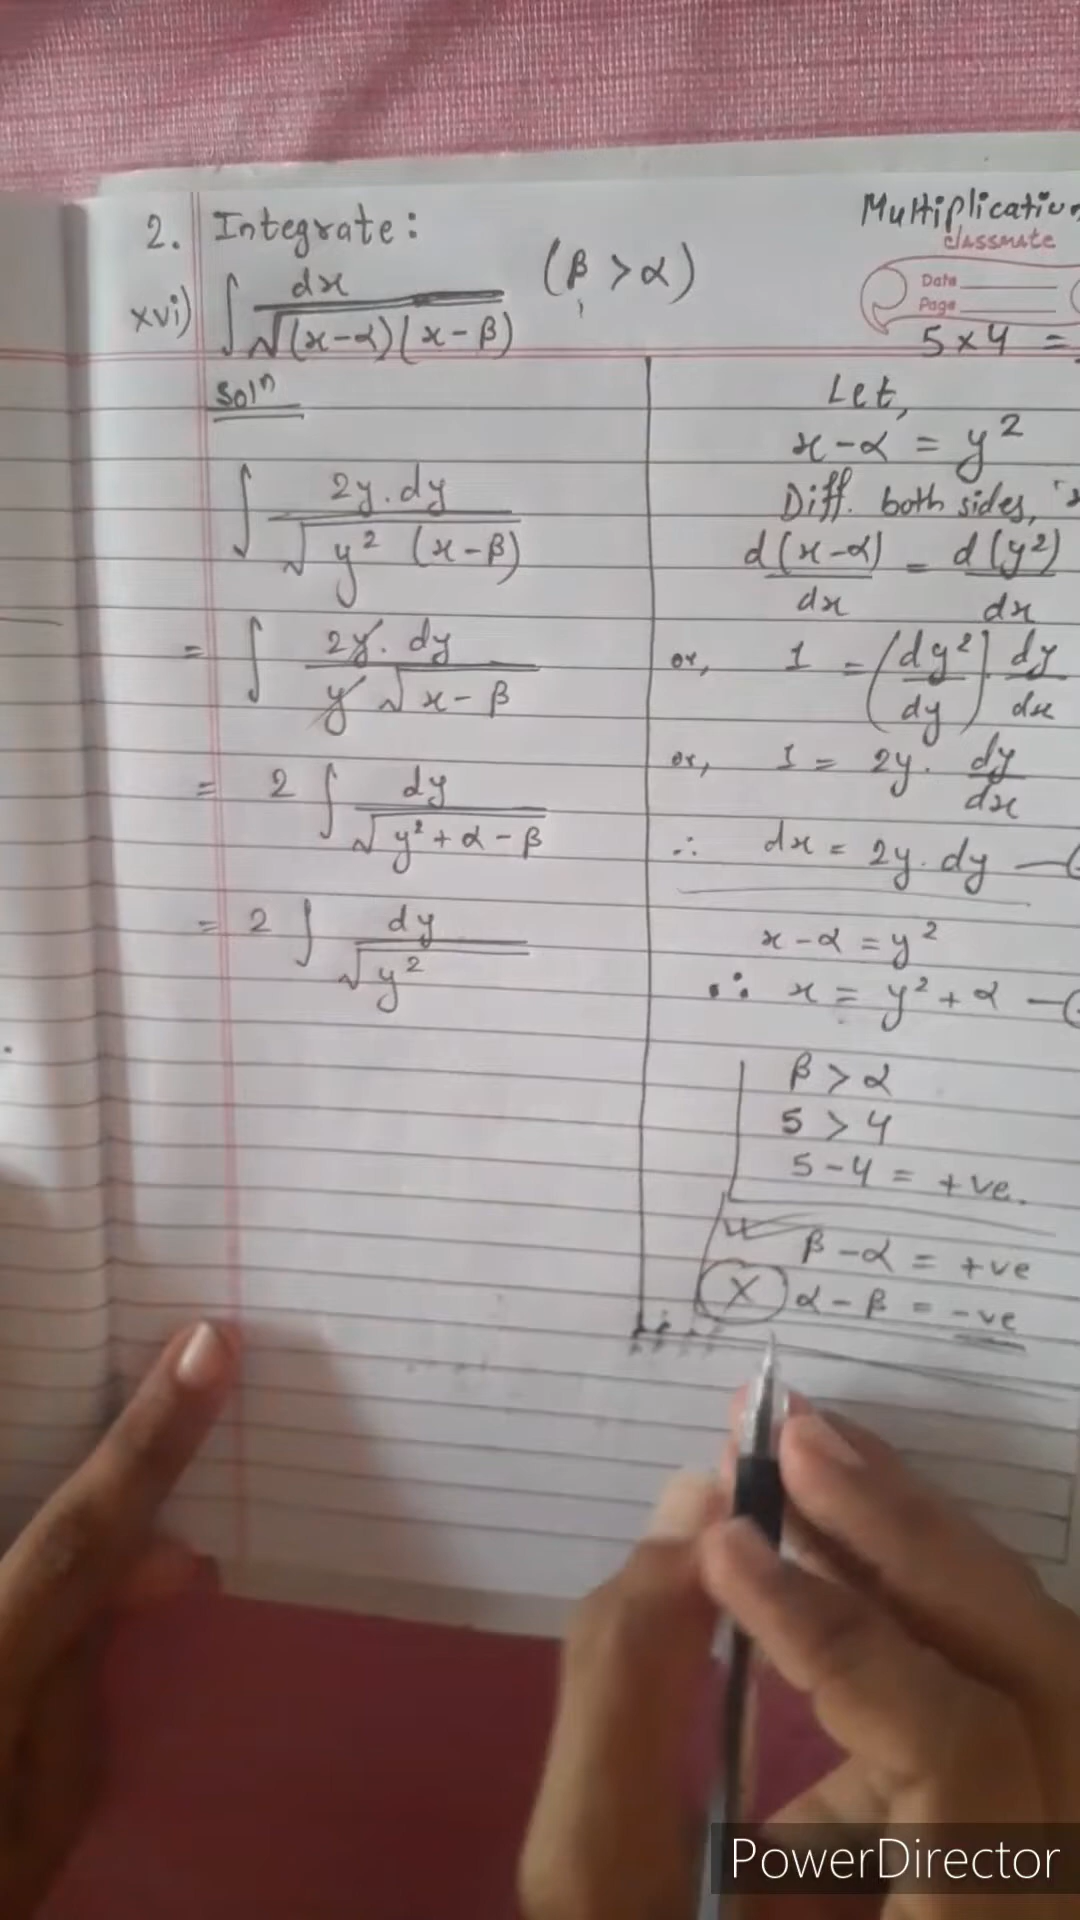 2. Integrate:
xvi) ∫ dx / √(x-α)(x-β) (β > α)
Multiplication
classmate
Date
Page
5 x 4 =
Solⁿ
∫ 2y.dy / √y² (x-β)
= ∫ 2y. dy / y √x-β
= 2 ∫ dy / √y² + α - β
= 2 ∫ dy / √y²
Let,
x-α = y²
Diff. both sides,
d(x-α)/dx = d(y²)/dx
or, 1 = (dy²/dy) dy/dx
or, 1 = 2y. dy/dx
∴ dx = 2y.dy —
x-α = y²
∴ x = y² + α —
β > α
5 > 4
5-4 = +ve.
β-α = +ve
X α-β = -ve
PowerDirector